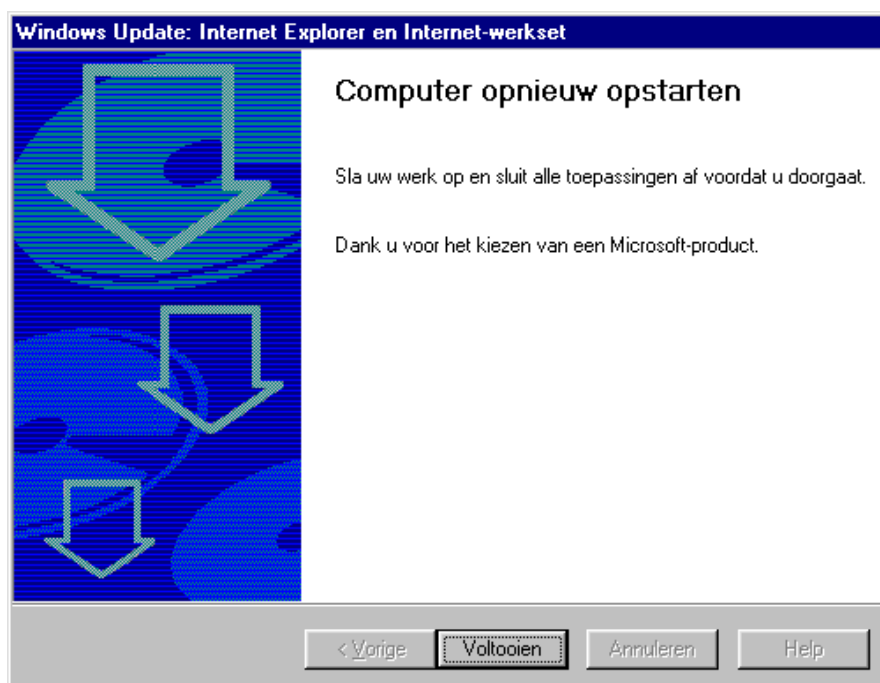 Windows Update: Internet Explorer en Internet-werkset
Computer opnieuw opstarten
Sla uw werk op en sluit alle toepassingen af voordat u doorgaat.
Dank u voor het kiezen van een Microsoft-product.
< Vorige
Voltooien
Annuleren
Help